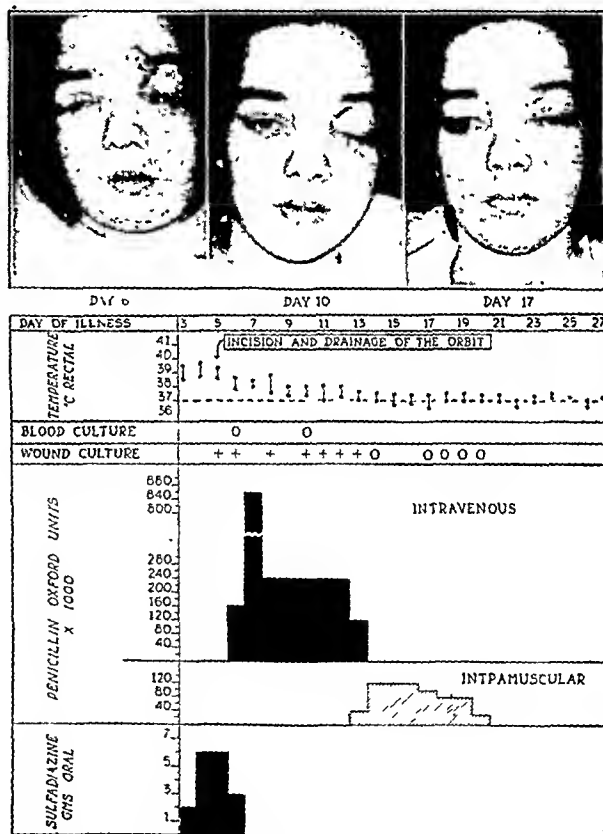 DAY 6
DAY 10
DAY 17
DAY OF ILLNESS 3 5 7 9 11 13 15 17 19 21 23 25 27
TEMPERATURE °C RECTAL
41
40
39
38
37
36
INCISION AND DRAINAGE OF THE ORBIT
BLOOD CULTURE O O
WOUND CULTURE + + + + + + + O O O O O
PENICILLIN OXFORD UNITS × 1000
880
840
800
280
240
200
160
120
80
40
INTRAVENOUS
120
80
40
INTRAMUSCULAR
SULFADIAZINE GMS ORAL
7
5
3
1